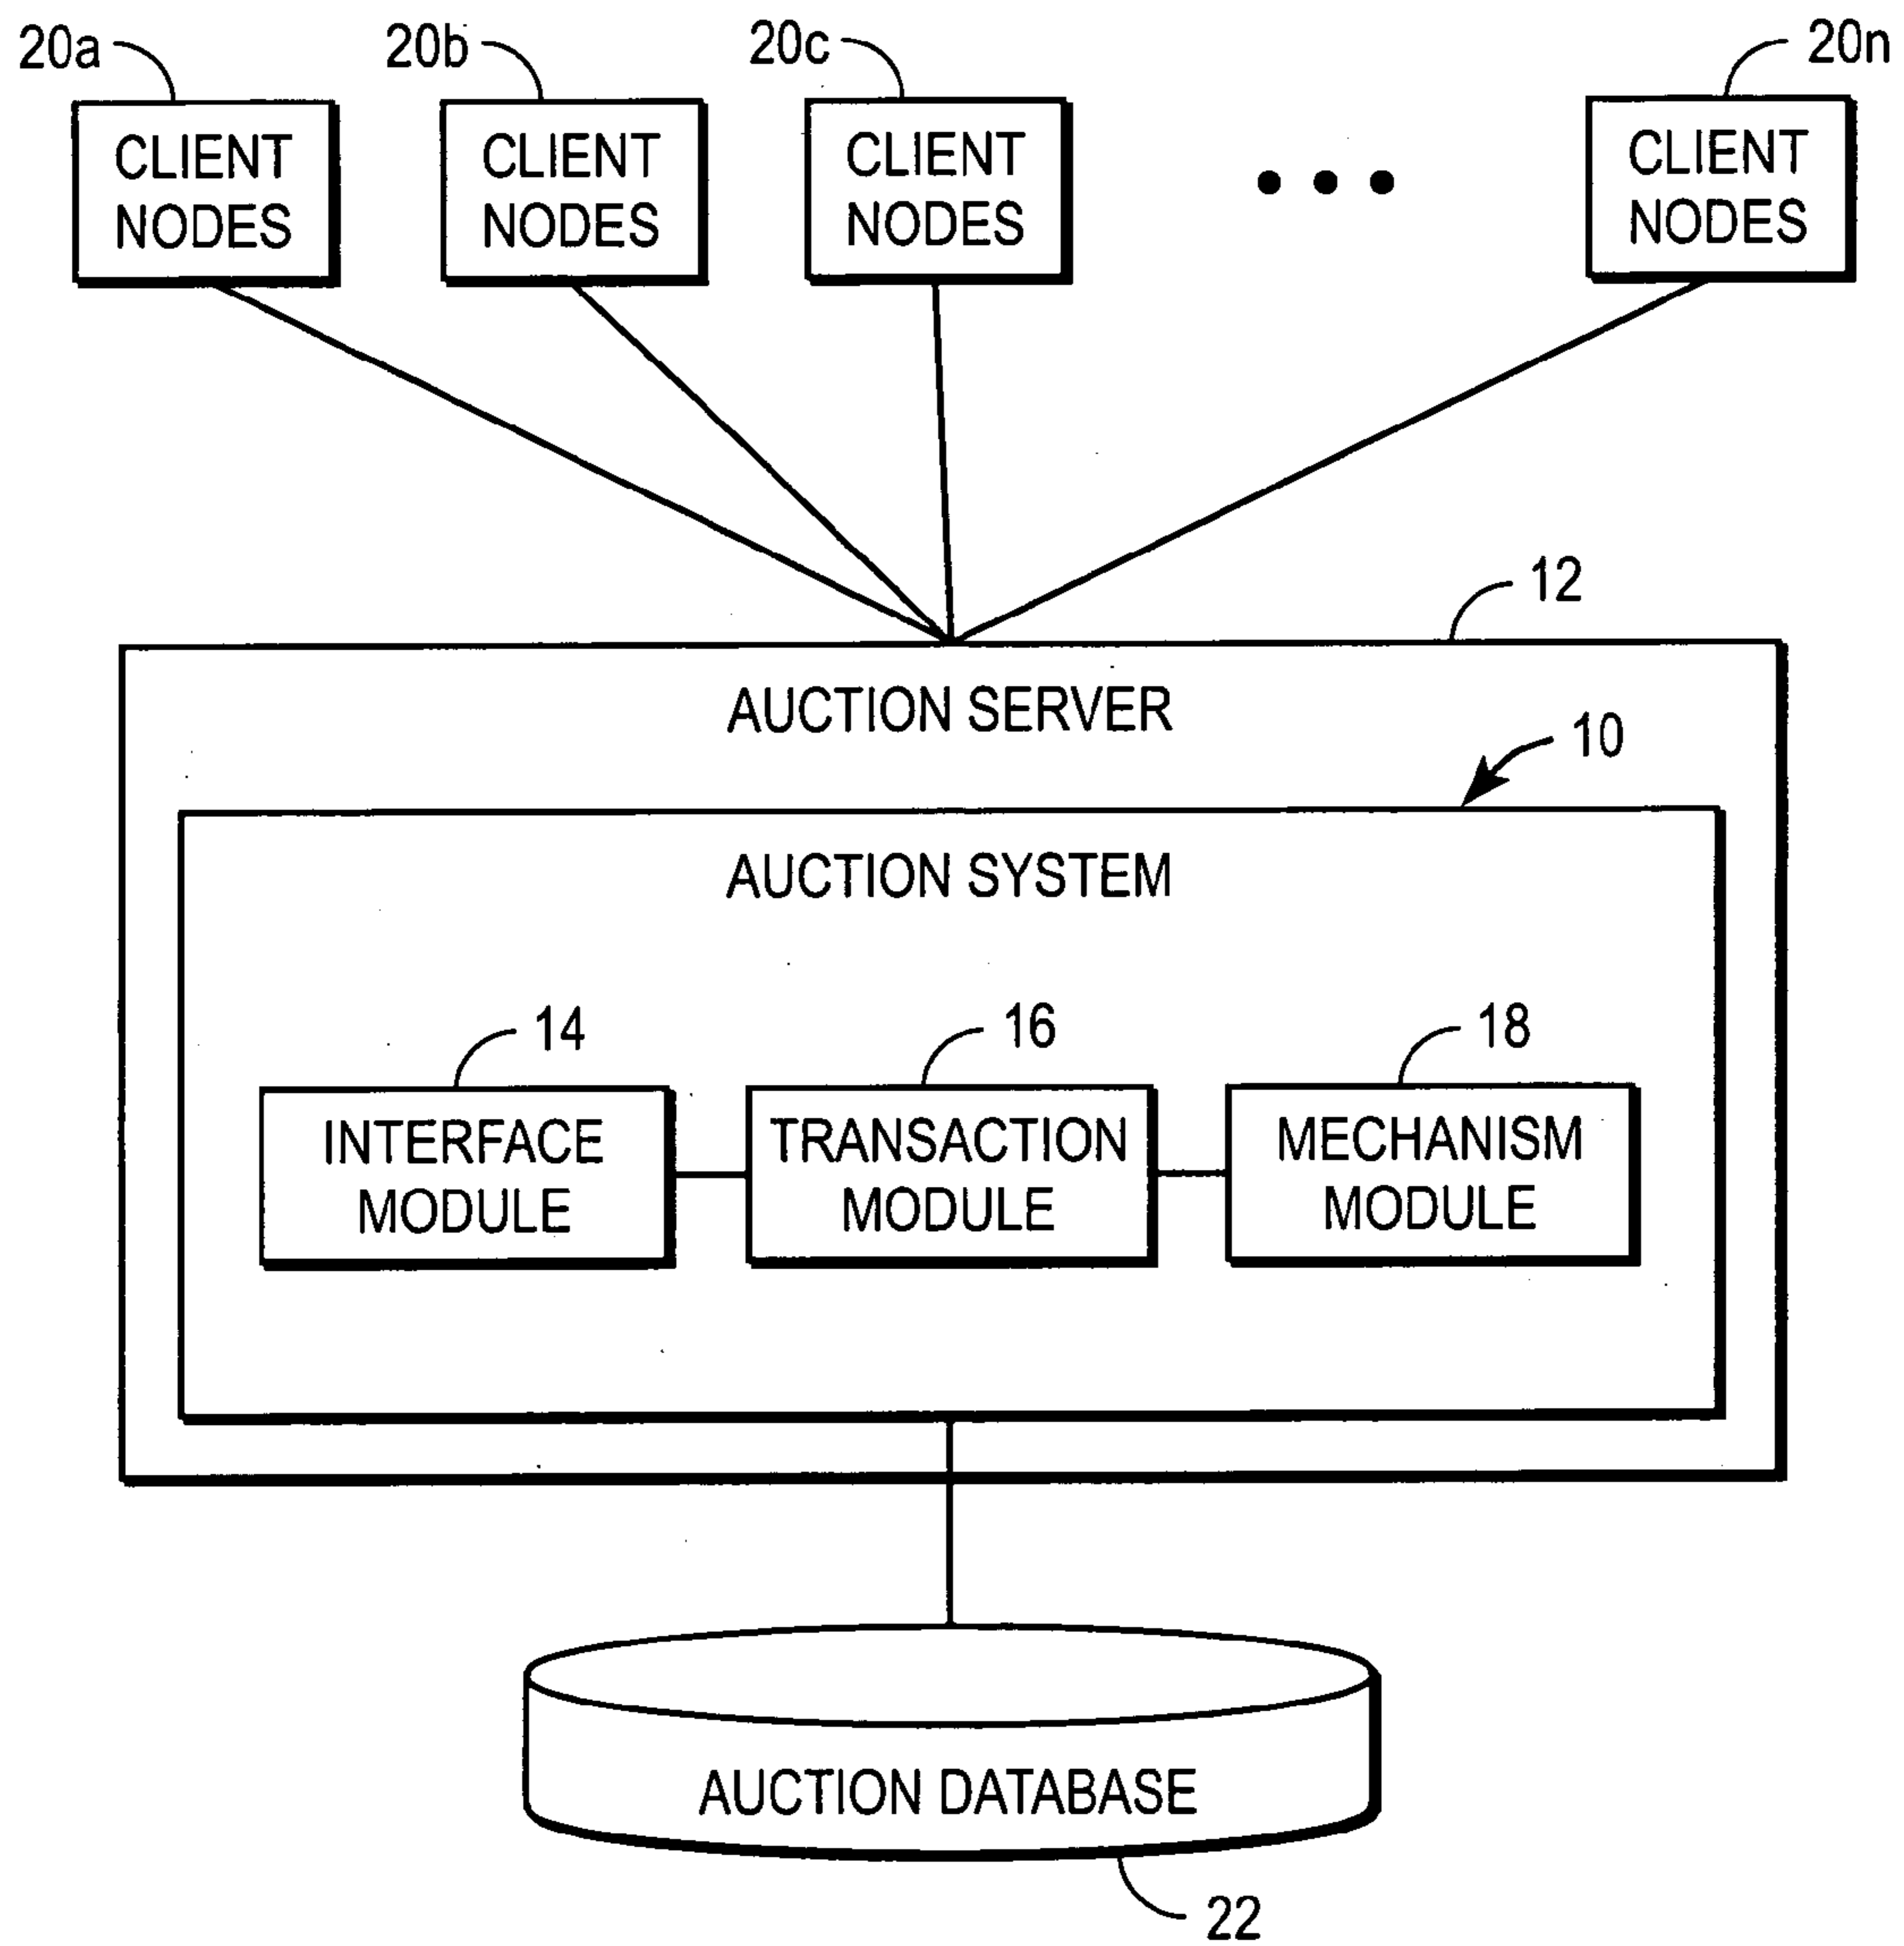 20a
20b
20c
20n
CLIENT
NODES
CLIENT
NODES
CLIENT
NODES
CLIENT
NODES
12
AUCTION SERVER
10
AUCTION SYSTEM
14
16
18
INTERFACE
MODULE
TRANSACTION
MODULE
MECHANISM
MODULE
AUCTION DATABASE
22